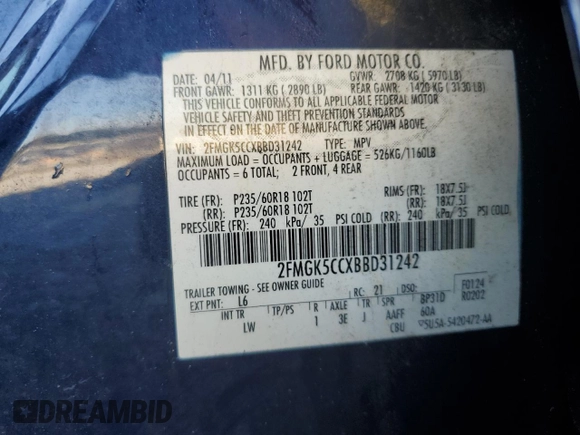 MFD. BY FORD MOTOR CO.
DATE: 04/11 GVWR: 2708 KG ( 5970 LB)
FRONT GAWR: 1311 KG ( 2890 LB) REAR GAWR: 1420 KG ( 3130 LB)
THIS VEHICLE CONFORMS TO ALL APPLICABLE FEDERAL MOTOR
VEHICLE SAFETY AND THEFT PREVENTION STANDARDS IN
EFFECT ON THE DATE OF MANUFACTURE SHOWN ABOVE.
VIN: 2FMGK5CCXBBD31242 TYPE: MPV
MAXIMUM LOAD = OCCUPANTS + LUGGAGE = 526KG/1160LB
OCCUPANTS = 6 TOTAL; 2 FRONT, 4 REAR
TIRE (FR): P235/60R18 102T RIMS (FR): 18X7.5J
(RR): P235/60R18 102T (RR): 18X7.5J
PRESSURE (FR): 240 kPa/ 35 PSI COLD (RR): 240 kPa/ 35 PSI COLD.
2FMGK5CCXBBD31242
TRAILER TOWING - SEE OWNER GUIDE
EXT PNT: L6 RC: 21 DSO: F0124
INT TR TP/PS R AXLE TR SPR BP31D R0202
LW 1 3E J AAFF 60A
CBU 5U5A-5420472-AA
DREAMBID